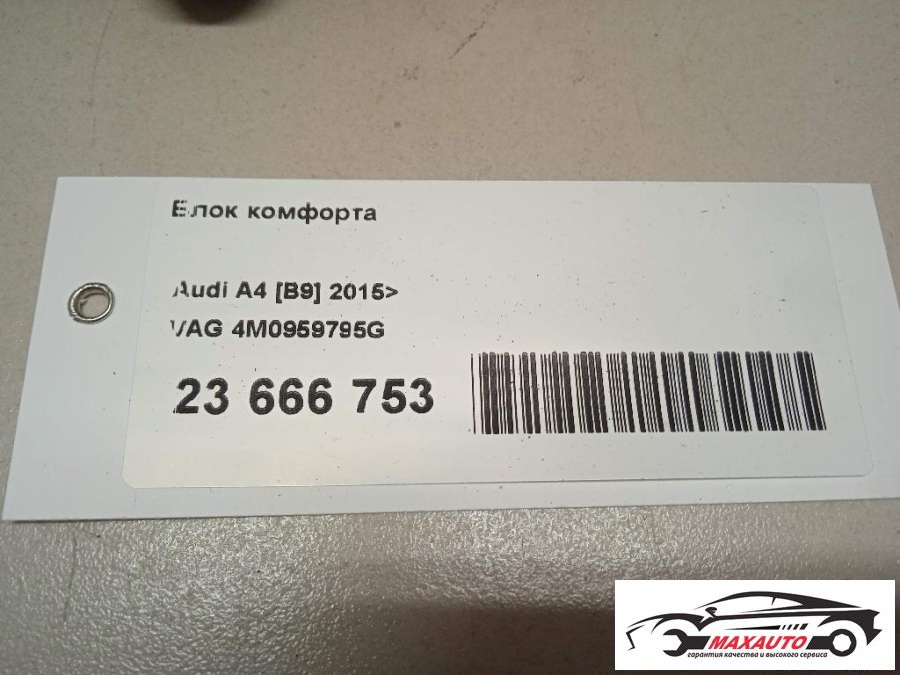 Блок комфорта
Audi A4 [B9] 2015>
VAG 4M0959795G
23 666 753
MAXAUTO
гарантия качества и высокого сервиса